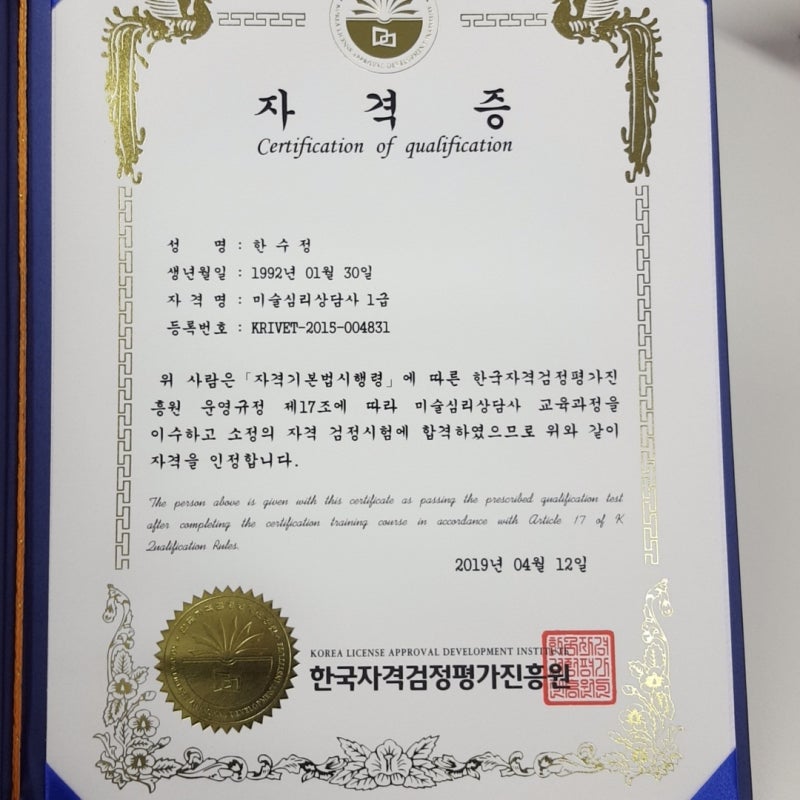 자 격 증
Certification of qualification
성 명 : 한 수 정
생년월일 : 1992년 01월 30일
자 격 명 : 미술심리상담사 1급
등록번호 : KRIVET-2015-004831
위 사람은 「자격기본법시행령」에 따른 한국자격검정평가진
흥원 운영규정 제17조에 따라 미술심리상담사 교육과정을
이수하고 소정의 자격 검정시험에 합격하였으므로 위와 같이
자격을 인정합니다.
The person above is given with this certificate as passing the prescribed qualification test
after completing the certification training course in accordance with Article 17 of K
Qualification Rules.
2019년 04월 12일
KOREA LICENSE APPROVAL DEVELOPMENT INSTITUTE
한국자격검정평가진흥원